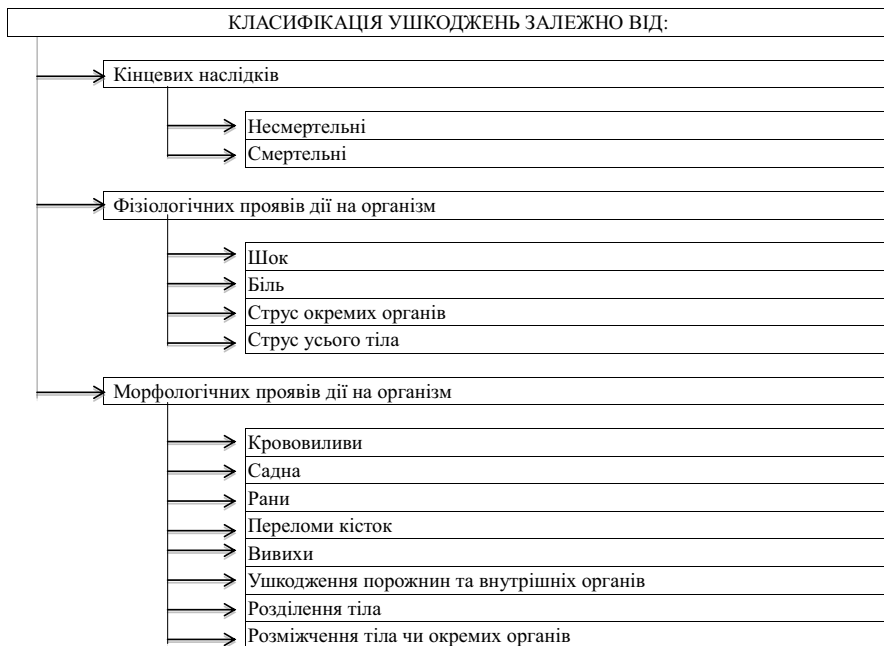 КЛАСИФІКАЦІЯ УШКОДЖЕНЬ ЗАЛЕЖНО ВІД:
Кінцевих наслідків
Несмертельні
Смертельні
Фізіологічних проявів дії на організм
Шок
Біль
Струс окремих органів
Струс усього тіла
Морфологічних проявів дії на організм
Крововиливи
Садна
Рани
Переломи кісток
Вивихи
Ушкодження порожнин та внутрішніх органів
Розділення тіла
Розміжчення тіла чи окремих органів